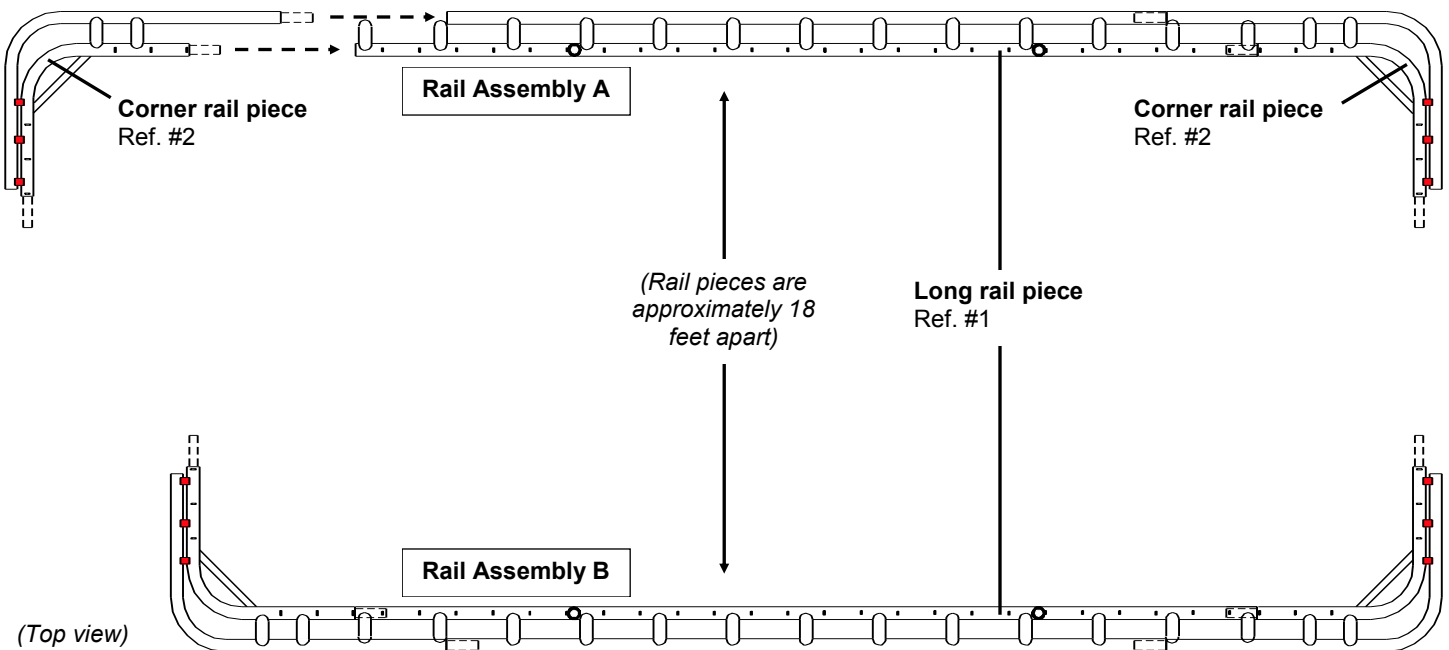 Rail Assembly A
Corner rail piece
Ref. #2
Corner rail piece
Ref. #2
(Rail pieces are
approximately 18
feet apart)
Long rail piece
Ref. #1
Rail Assembly B
(Top view)